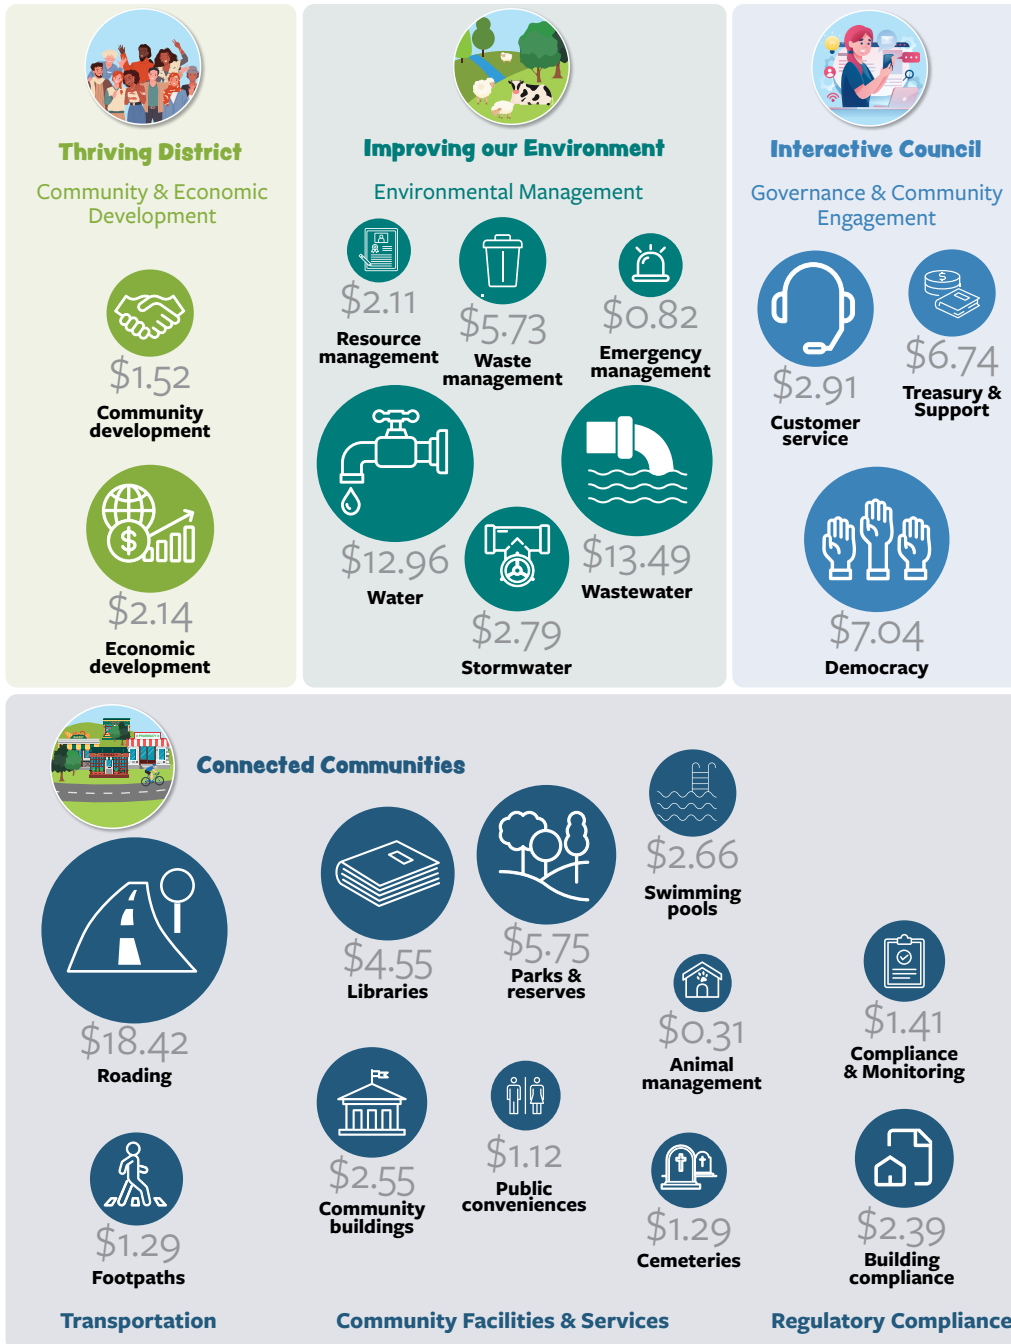 Thriving District
Community & Economic
Development
$1.52
Community
development
$2.14
Economic
development
Improving our Environment
Environmental Management
$2.11
Resource
management
$5.73
Waste
management
$0.82
Emergency
management
$12.96
Water
$2.79
Stormwater
$13.49
Wastewater
Interactive Council
Governance & Community
Engagement
$2.91
Customer
service
$6.74
Treasury &
Support
$7.04
Democracy
Connected Communities
$18.42
Roading
$1.29
Footpaths
Transportation
$4.55
Libraries
$5.75
Parks &
reserves
$2.66
Swimming
pools
$0.31
Animal
management
$2.55
Community
buildings
$1.12
Public
conveniences
$1.29
Cemeteries
Community Facilities & Services
$1.41
Compliance
& Monitoring
$2.39
Building
compliance
Regulatory Compliance